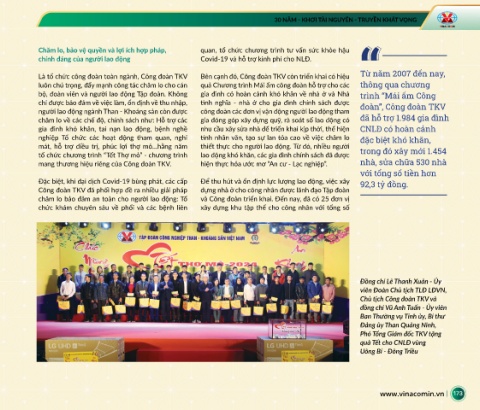 30 NĂM - KHƠI TÀI NGUYÊN - TRUYỀN KHÁT VỌNG
Chăm lo, bảo vệ quyền và lợi ích hợp pháp,
chính đáng của người lao động
Là tổ chức công đoàn toàn ngành, Công đoàn TKV
luôn chú trọng, đẩy mạnh công tác chăm lo cho cán
bộ, đoàn viên và người lao động Tập đoàn. Không
chỉ được bảo đảm về việc làm, ổn định về thu nhập,
người lao động ngành Than - Khoáng sản còn được
chăm lo về các chế độ, chính sách như: Hỗ trợ các
gia đình khó khăn, tai nạn lao động, bệnh nghề
nghiệp Tổ chức các hoạt động tham quan, nghỉ
mát, hỗ trợ điều trị, phúc lợi thợ mỏ...hằng năm
tổ chức chương trình “Tết Thợ mỏ” - chương trình
mang thương hiệu riêng của Công đoàn TKV.
Đặc biệt, khi đại dịch Covid-19 bùng phát, các cấp
Công đoàn TKV đã phối hợp đề ra nhiều giải pháp
chăm lo bảo đảm an toàn cho người lao động: Tổ
chức khám chuyên sâu về phổi và các bệnh liên
quan, tổ chức chương trình tư vấn sức khỏe hậu
Covid-19 và hỗ trợ kinh phí cho NLĐ.
Bên cạnh đó, Công đoàn TKV còn triển khai có hiệu
quả Chương trình Mái ấm công đoàn hỗ trợ cho các
gia đình có hoàn cảnh khó khăn về nhà ở và Nhà
tình nghĩa - nhà ở cho gia đình chính sách được
công đoàn các đơn vị vận động người lao động tham
gia đóng góp xây dựng quỹ, rà soát số lao động có
nhu cầu xây sửa nhà để triển khai kịp thời, thể hiện
tính nhân văn, tạo sự lan tỏa cao về việc chăm lo
thiết thực cho người lao động. Từ đó, nhiều người
lao động khó khăn, các gia đình chính sách đã được
hiện thực hóa ước mơ “An cư - Lạc nghiệp”.
Để thu hút và ổn định lực lượng lao động, việc xây
dựng nhà ở cho công nhân được lãnh đạo Tập đoàn
và Công đoàn triển khai. Đến nay, đã có 25 đơn vị
xây dựng khu tập thể cho công nhân với tổng số
Từ năm 2007 đến nay,
thông qua chương
trình “Mái ấm Công
đoàn”, Công đoàn TKV
đã hỗ trợ 1.984 gia đình
CNLĐ có hoàn cảnh
đặc biệt khó khăn,
trong đó xây mới 1.454
nhà, sửa chữa 530 nhà
với tổng số tiền hơn
92,3 tỷ đồng.
TẬP ĐOÀN CÔNG NGHIỆP THAN - KHOÁNG SẢN VIỆT NAM
Tết
THỢ MỎ 2024
LG
LG
Đồng chí Lê Thanh Xuân - Ủy
viên Đoàn Chủ tịch TLĐ LĐVN,
Chủ tịch Công đoàn TKV và
đồng chí Vũ Anh Tuấn - Ủy viên
Ban Thường vụ Tỉnh ủy, Bí thư
Đảng ủy Than Quảng Ninh,
Phó Tổng Giám đốc TKV tặng
quà Tết cho CNLĐ vùng
Uông Bí - Đông Triều
www.vinacomin.vn | 173